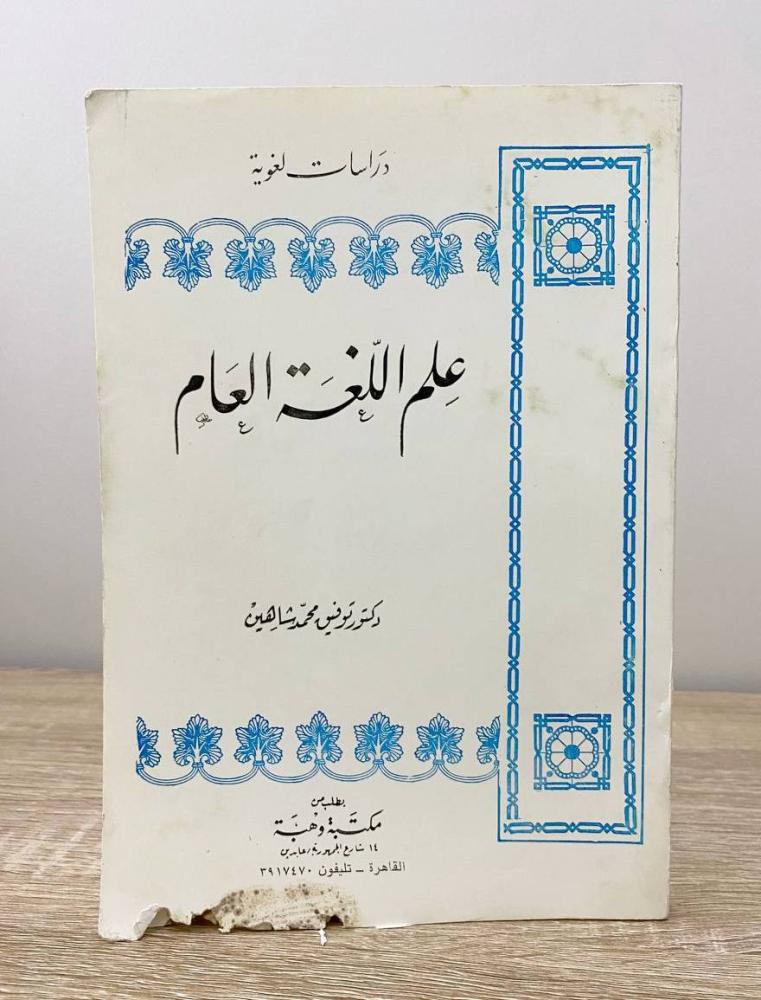 دراسات لغوية
علم اللغة العام
دكتور توفيق محمد شاهين
يطلب من
مكتبة وهبة
١٤ شارع الجمهورية/عابدين
القاهرة – تليفون ٣٩١٧٤٧٠